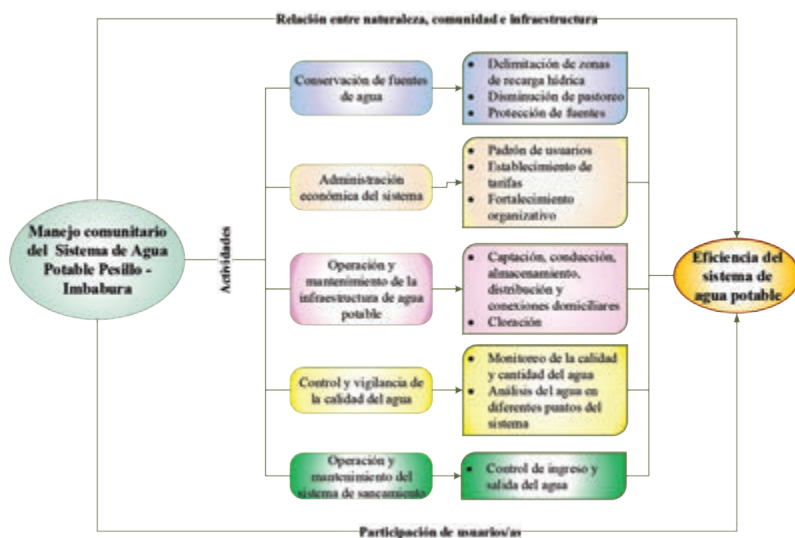 Relación entre naturaleza, comunidad e infraestructura
Manejo comunitario
del Sistema de Agua
Potable Pesillo -
Imbabura
Actividades
Conservación de fuentes
de agua
• Delimitación de zonas
de recarga hídrica
• Disminución de pastoreo
• Protección de fuentes
Administración
económica del sistema
• Padrón de usuarios
• Establecimiento de
tarifas
• Fortalecimiento
organizativo
Operación y
mantenimiento de la
infraestructura de agua
potable
• Captación, conducción,
almacenamiento,
distribución y
conexiones domiciliares
• Cloración
Control y vigilancia de
la calidad del agua
• Monitoreo de la calidad
y cantidad del agua
• Análisis del agua en
diferentes puntos del
sistema
Operación y
mantenimiento del
sistema de saneamiento
• Control de ingreso y
salida del agua
Eficiencia del
sistema de
agua potable
Participación de usuarios/as